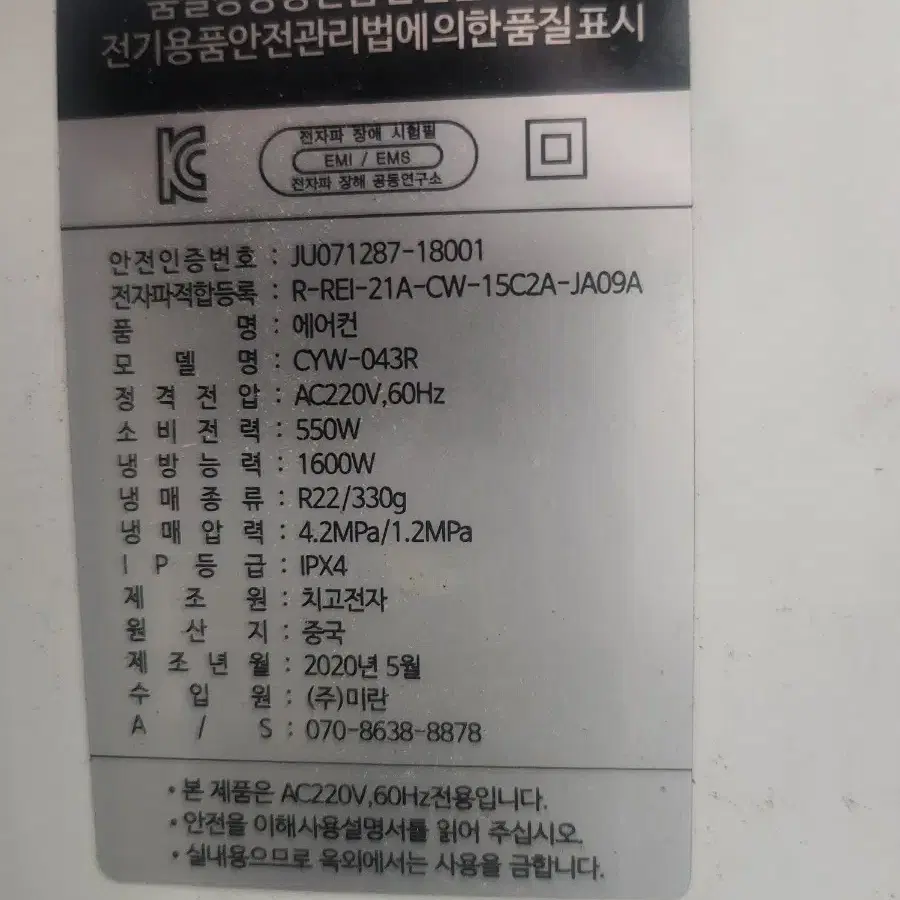 전기용품안전관리법에의한품질표시
KC
전자파 장해 시험필
EMI / EMS
전자파 장해 공동연구소
안전인증번호 : JU071287-18001
전자파적합등록 : R-REI-21A-CW-15C2A-JA09A
품 명 : 에어컨
모 델 명 : CYW-043R
정 격 전 압 : AC220V,60Hz
소 비 전 력 : 550W
냉 방 능 력 : 1600W
냉 매 종 류 : R22/330g
냉 매 압 력 : 4.2MPa/1.2MPa
I P 등 급 : IPX4
제 조 원 : 치고전자
원 산 지 : 중국
제 조 년 월 : 2020년 5월
수 입 원 : (주)미란
A / S : 070-8638-8878
• 본 제품은 AC220V,60Hz전용입니다.
• 안전을 이해사용설명서를 읽어 주십시오.
• 실내용으므로 옥외에서는 사용을 금합니다.